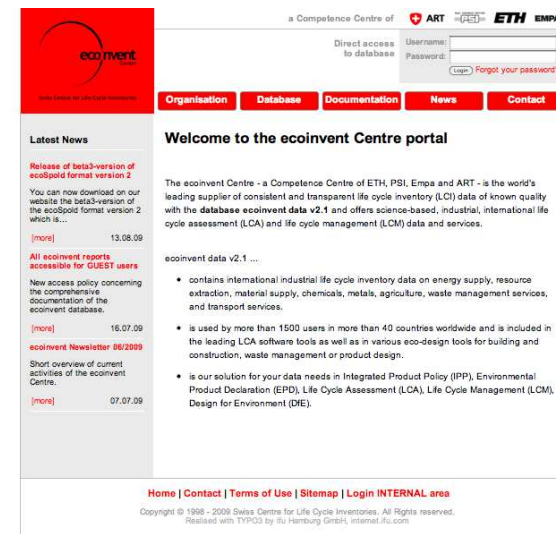 a Competence Centre of ART PSI ETH EMPA
ecoinvent
Centre
Swiss Centre for Life Cycle Inventories
Direct access
to database
Username:
Password:
Login Forgot your password?
Organisation Database Documentation News Contact
Latest News
Release of beta3-version of
ecoSpold format version 2
You can now download on our
website the beta3-version of
the ecoSpold format version 2
which is...
[more] 13.08.09
All ecoinvent reports
accessible for GUEST users
New access policy concerning
the comprehensive
documentation of the
ecoinvent database.
[more] 16.07.09
ecoinvent Newsletter 06/2009
Short overview of current
activities of the ecoinvent
Centre.
[more] 07.07.09
Welcome to the ecoinvent Centre portal
The ecoinvent Centre - a Competence Centre of ETH, PSI, Empa and ART - is the world's
leading supplier of consistent and transparent life cycle inventory (LCI) data of known quality
with the database ecoinvent data v2.1 and offers science-based, industrial, international life
cycle assessment (LCA) and life cycle management (LCM) data and services.
ecoinvent data v2.1 ...
• contains international industrial life cycle inventory data on energy supply, resource
extraction, material supply, chemicals, metals, agriculture, waste management services,
and transport services.
• is used by more than 1500 users in more than 40 countries worldwide and is included in
the leading LCA software tools as well as in various eco-design tools for building and
construction, waste management or product design.
• is our solution for your data needs in Integrated Product Policy (IPP), Environmental
Product Declaration (EPD), Life Cycle Assessment (LCA), Life Cycle Management (LCM),
Design for Environment (DfE).
Home | Contact | Terms of Use | Sitemap | Login INTERNAL area
Copyright © 1998 - 2009 Swiss Centre for Life Cycle Inventories. All Rights reserved.
Realised with TYPO3 by ifu Hamburg GmbH, internet.ifu.com